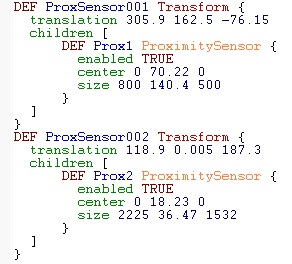 DEF ProxSensor001 Transform {
  translation 305.9 162.5 -76.15
  children [
      DEF Prox1 ProximitySensor {
        enabled TRUE
        center 0 70.22 0
        size 800 140.4 500
      }
  ]
}
DEF ProxSensor002 Transform {
  translation 118.9 0.005 187.3
  children [
      DEF Prox2 ProximitySensor {
        enabled TRUE
        center 0 18.23 0
        size 2225 36.47 1532
      }
  ]
}